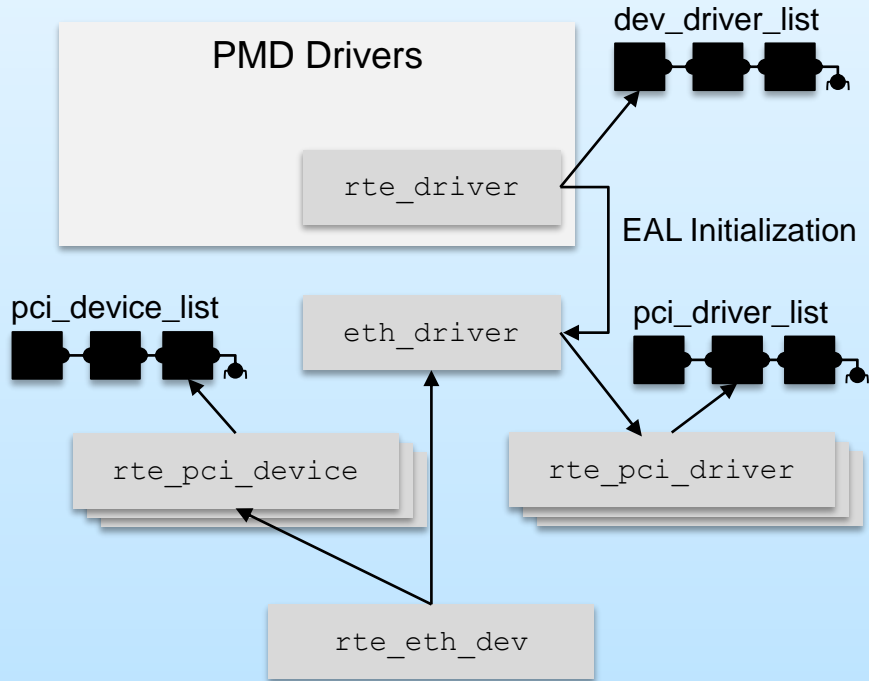 dev_driver_list
PMD Drivers
rte_driver
EAL Initialization
pci_device_list
eth_driver
pci_driver_list
rte_pci_device
rte_pci_driver
rte_eth_dev